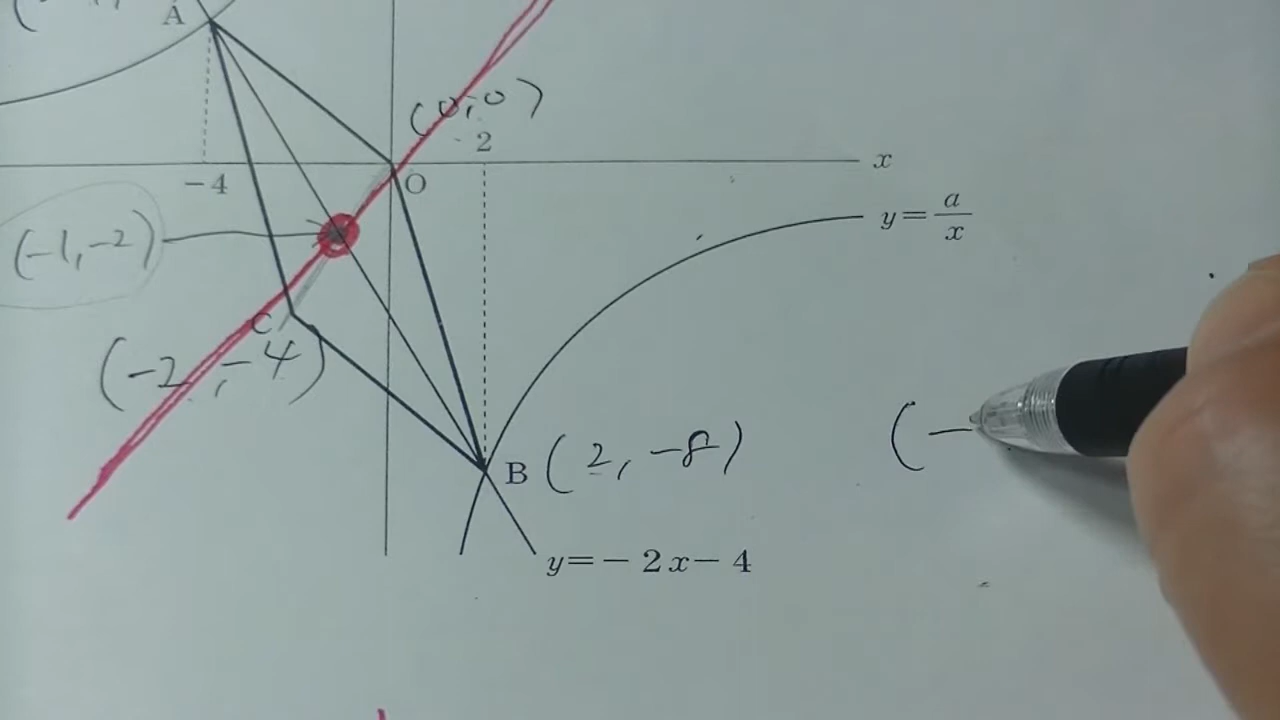 A
(0,0)
2
x
−4
O
y=a/x
(-1,-2)
C
(-2,-4)
(-
B (2,-8)
y=−2x−4